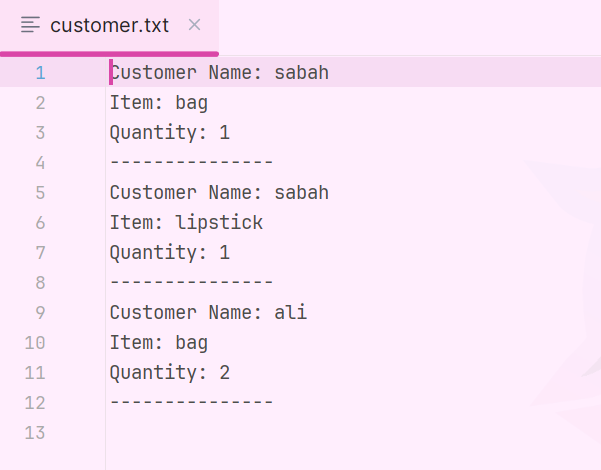 customer.txt
1 Customer Name: sabah
2 Item: bag
3 Quantity: 1
4 ---------------
5 Customer Name: sabah
6 Item: lipstick
7 Quantity: 1
8 ---------------
9 Customer Name: ali
10 Item: bag
11 Quantity: 2
12 ---------------
13